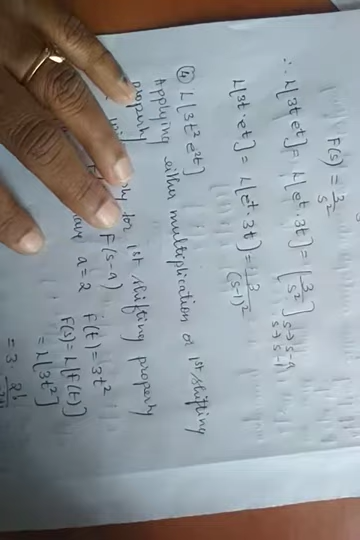 F(s) = 3/s²
∴ L[3t et] = L[et · 3t] = [3/s²] s→s-a s→s-1
L[3t · et] = L[et · 3t] = 3/(s-1)²
④ L[3t² e2t]
Applying either multiplication or 1st shifting
property
for 1st shifting property
F(s-a)
a = 2
f(t) = 3t²
F(s) = L[f(t)]
= L[3t²]
= 3 ·